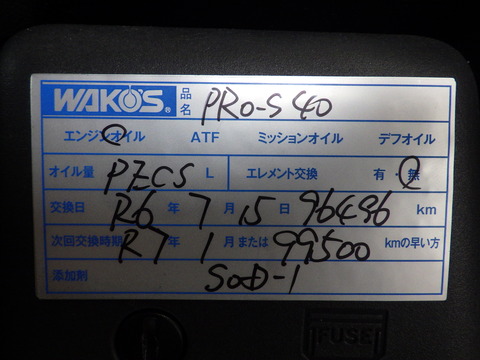 WAKO'S® 品名 PRO-S 40
エンジンオイル ATF ミッションオイル デフオイル
オイル量 PZCS L エレメント交換 有・無
交換日 R6 年 7 月 15 日 96496 km
次回交換時期 R7 年 1 月 または 99500 kmの早い方
添加剤 SOD-1
FUSE